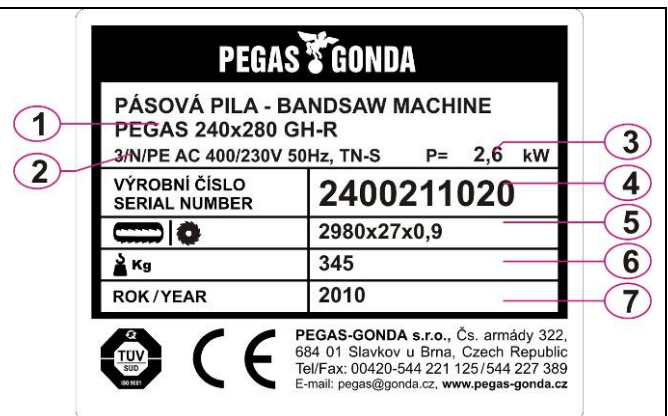 PEGAS GONDA
PÁSOVÁ PILA - BANDSAW MACHINE
PEGAS 240x280 GH-R
3/N/PE AC 400/230V 50Hz, TN-S P= 2,6 kW
VÝROBNÍ ČÍSLO
SERIAL NUMBER
2400211020
2980x27x0,9
Kg
345
ROK / YEAR
2010
1
2
3
4
5
6
7
TÜV
SÜD
ISO 9001
CE
PEGAS-GONDA s.r.o., Čs. armády 322,
684 01 Slavkov u Brna, Czech Republic
Tel/Fax: 00420-544 221 125/544 227 389
E-mail: pegas@gonda.cz, www.pegas-gonda.cz